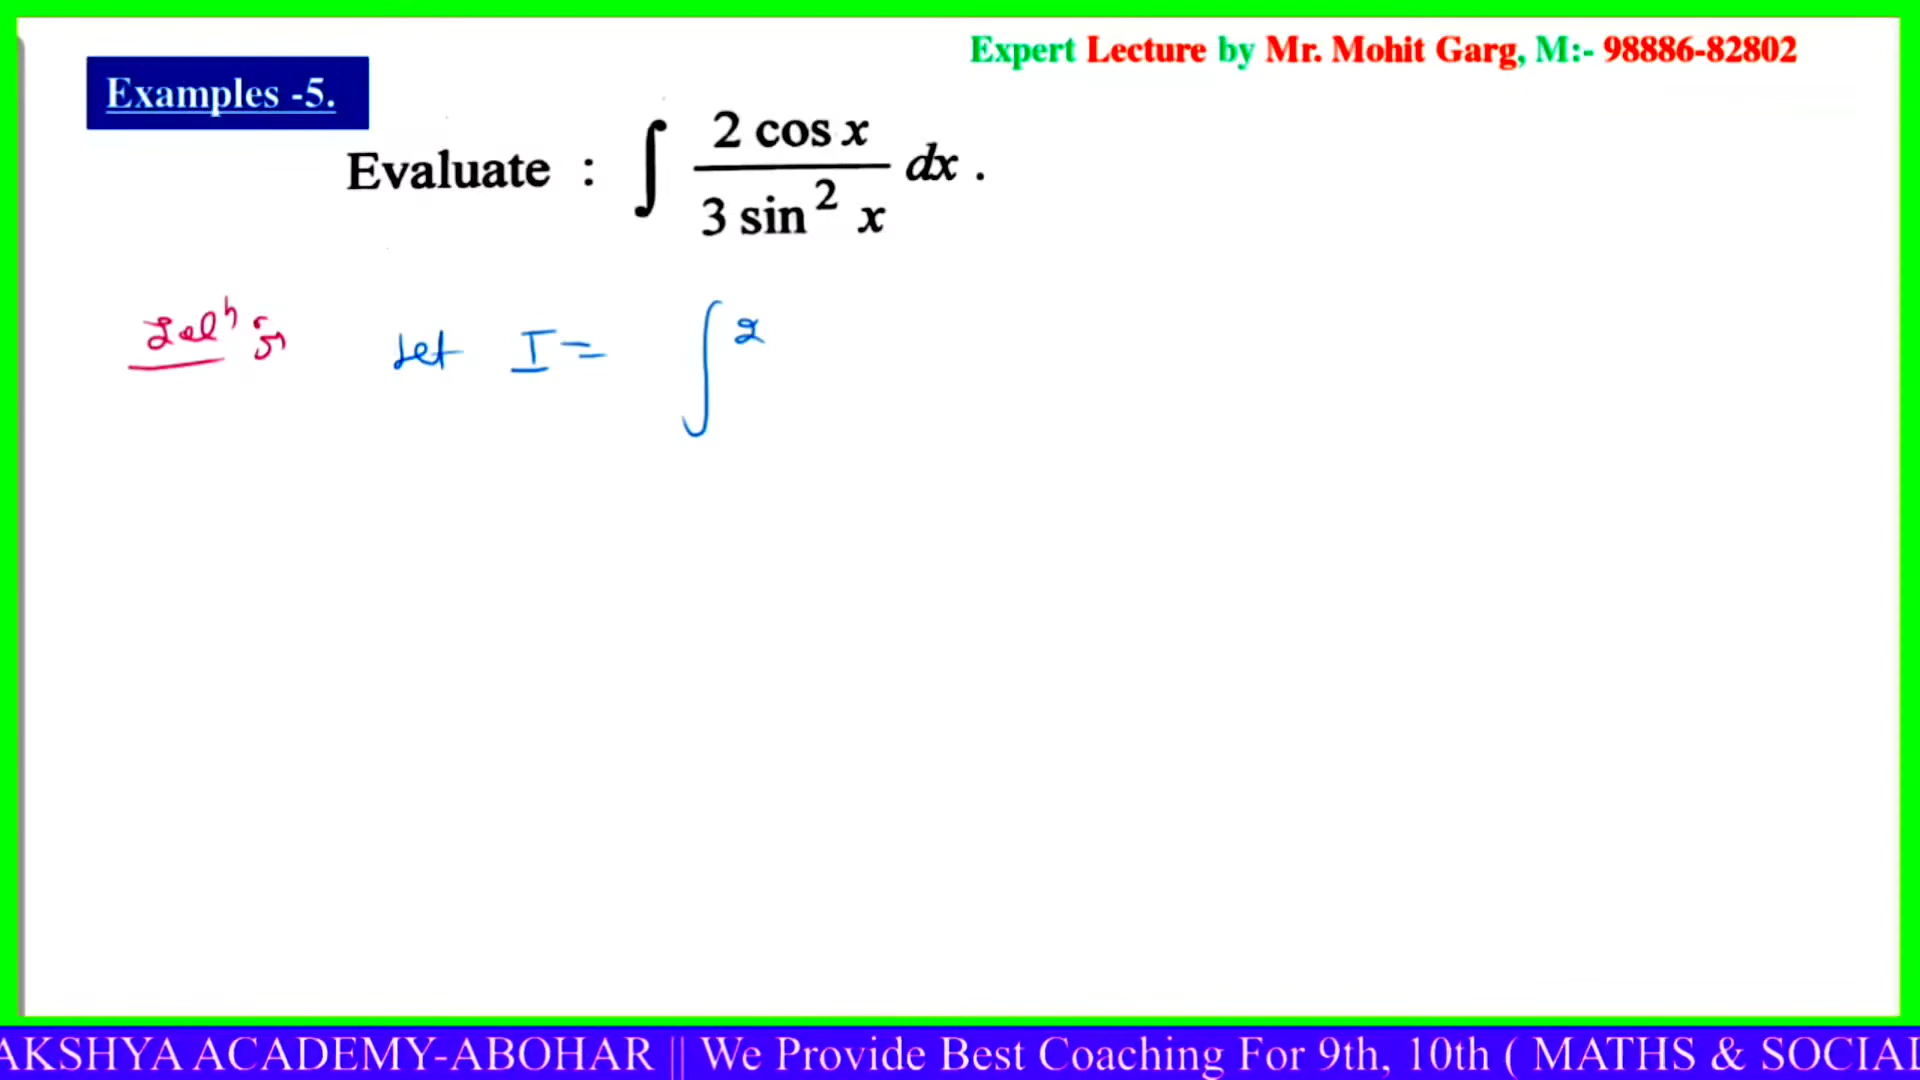 Expert Lecture by Mr. Mohit Garg, M:- 98886-82802
Examples -5.
Evaluate : ∫ 2 cos x / 3 sin² x dx .
Solⁿ :- Let I = ∫ 2
AKSHYA ACADEMY-ABOHAR || We Provide Best Coaching For 9th, 10th ( MATHS & SOCIAL